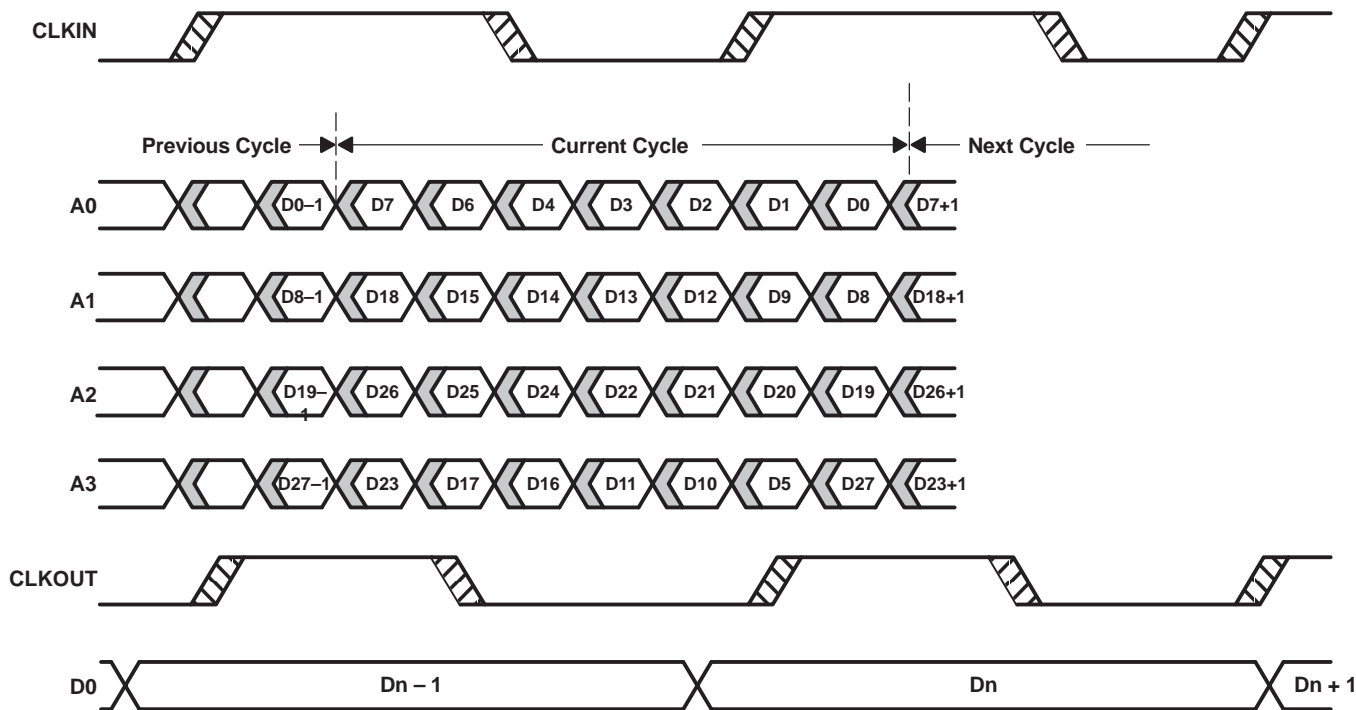 CLKIN
Previous Cycle Current Cycle Next Cycle
A0 D0–1 D7 D6 D4 D3 D2 D1 D0 D7+1
A1 D8–1 D18 D15 D14 D13 D12 D9 D8 D18+1
A2 D19– D26 D25 D24 D22 D21 D20 D19 D26+1
1
A3 D27–1 D23 D17 D16 D11 D10 D5 D27 D23+1
CLKOUT
D0 Dn – 1 Dn Dn + 1